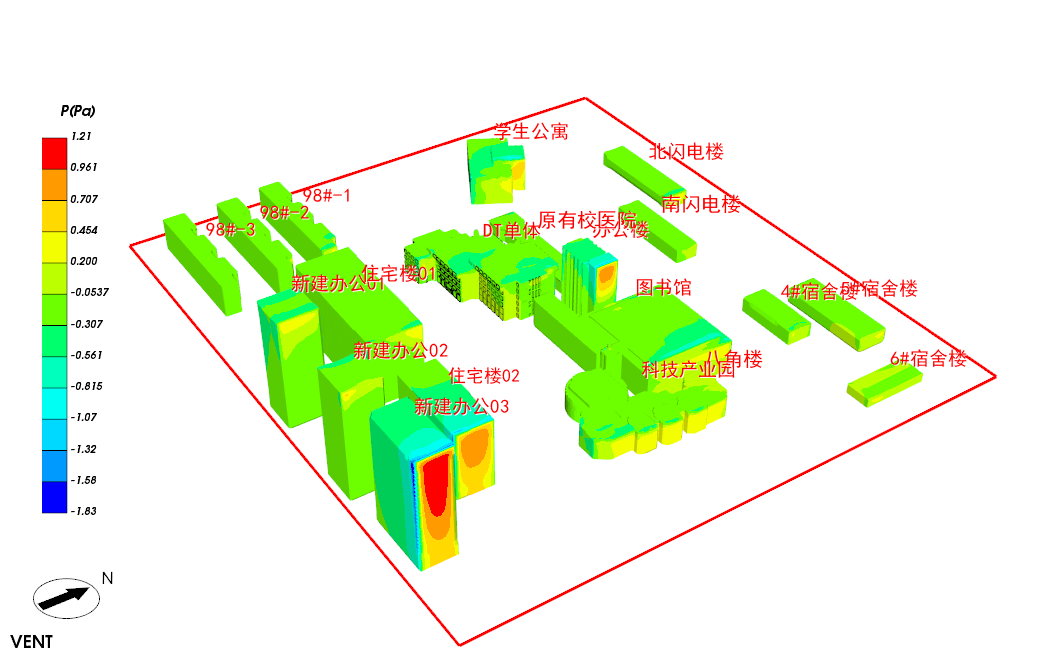 P(Pa)
1.21
0.961
0.707
0.454
0.200
-0.0537
-0.307
-0.561
-0.815
-1.07
-1.32
-1.58
-1.83
学生公寓
北闪电楼
98#-1
98#-2
98#-3
南闪电楼
原有校医院
DT单体
办公楼
住宅楼01
新建办公01
图书馆
4#宿舍楼
5#宿舍楼
新建办公02
八角楼
6#宿舍楼
科技产业园
住宅楼02
新建办公03
N
VENT